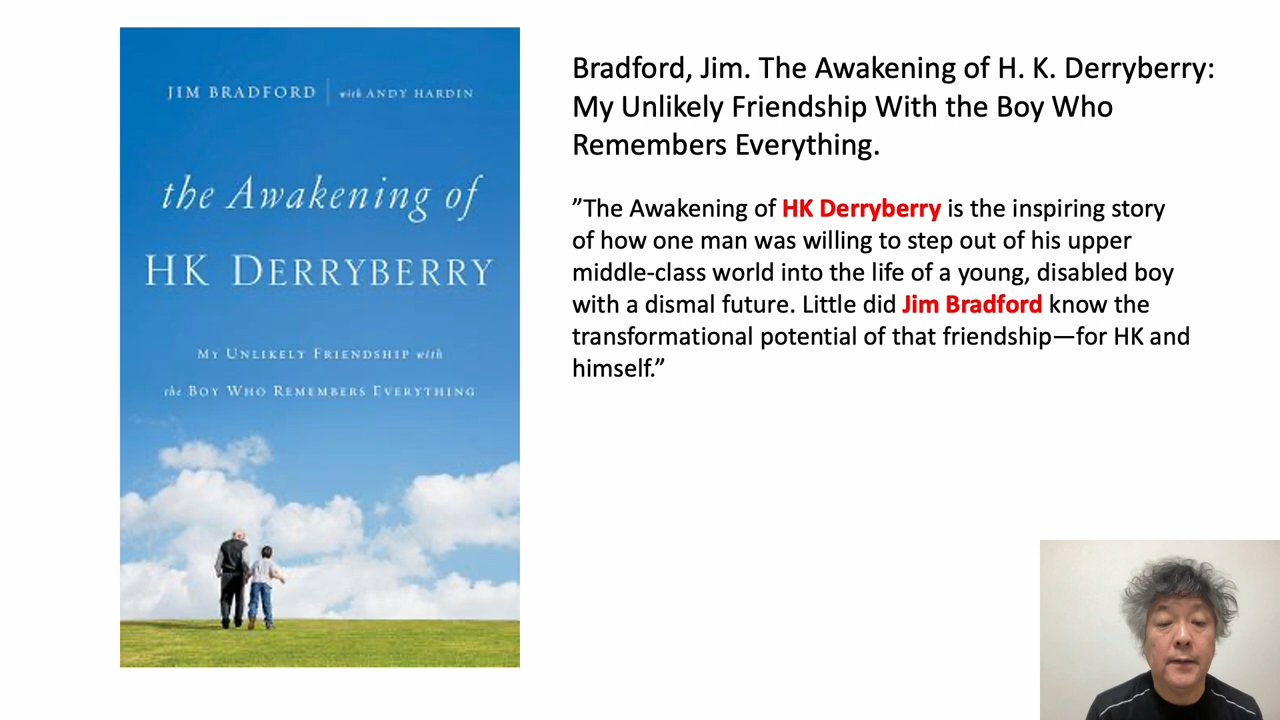 JIM BRADFORD | with ANDY HARDIN
the Awakening of
HK DERRYBERRY
MY UNLIKELY FRIENDSHIP with
the BOY WHO REMEMBERS EVERYTHING
Bradford, Jim. The Awakening of H. K. Derryberry:
My Unlikely Friendship With the Boy Who
Remembers Everything.
”The Awakening of HK Derryberry is the inspiring story
of how one man was willing to step out of his upper
middle-class world into the life of a young, disabled boy
with a dismal future. Little did Jim Bradford know the
transformational potential of that friendship—for HK and
himself.”